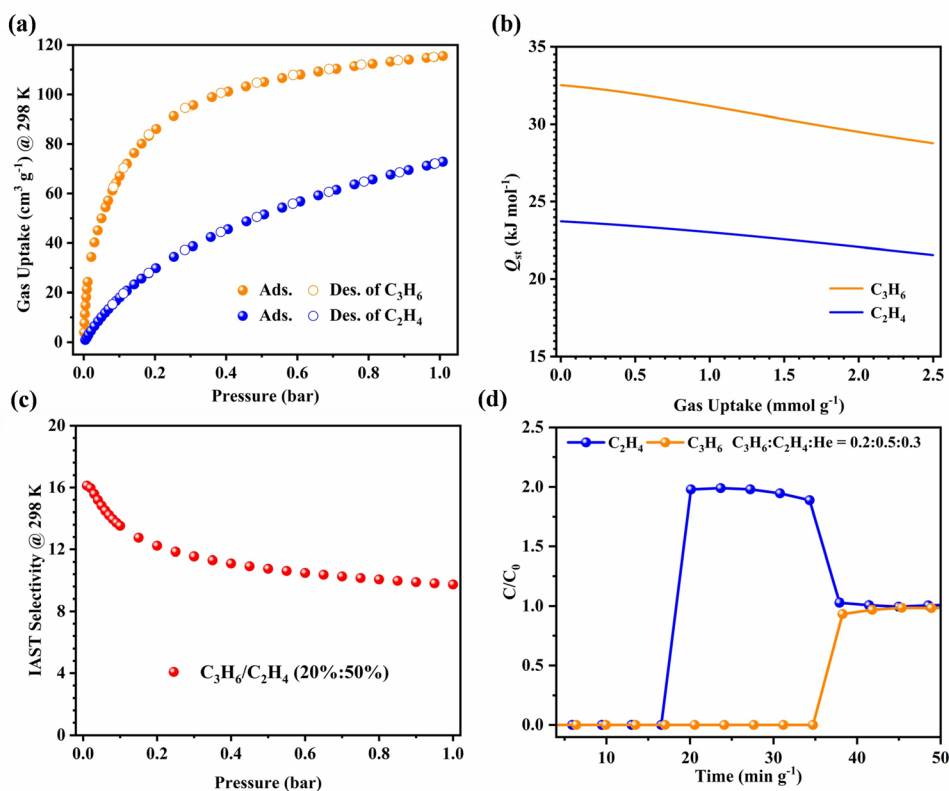 (a)
120
100
80
60
40
20
0
Gas Uptake (cm³ g⁻¹) @ 298 K
Ads. Des. of C₃H₆
Ads. Des. of C₂H₄
0.0 0.2 0.4 0.6 0.8 1.0
Pressure (bar)
(b)
35
30
25
20
15
Qst (kJ mol⁻¹)
C₃H₆
C₂H₄
0.0 0.5 1.0 1.5 2.0 2.5
Gas Uptake (mmol g⁻¹)
(c)
20
16
12
8
4
0
IAST Selectivity @ 298 K
C₃H₆/C₂H₄ (20%:50%)
0.0 0.2 0.4 0.6 0.8 1.0
Pressure (bar)
(d)
2.5
2.0
1.5
1.0
0.5
0.0
C/C₀
C₂H₄ C₃H₆ C₃H₆:C₂H₄:He = 0.2:0.5:0.3
10 20 30 40 50
Time (min g⁻¹)